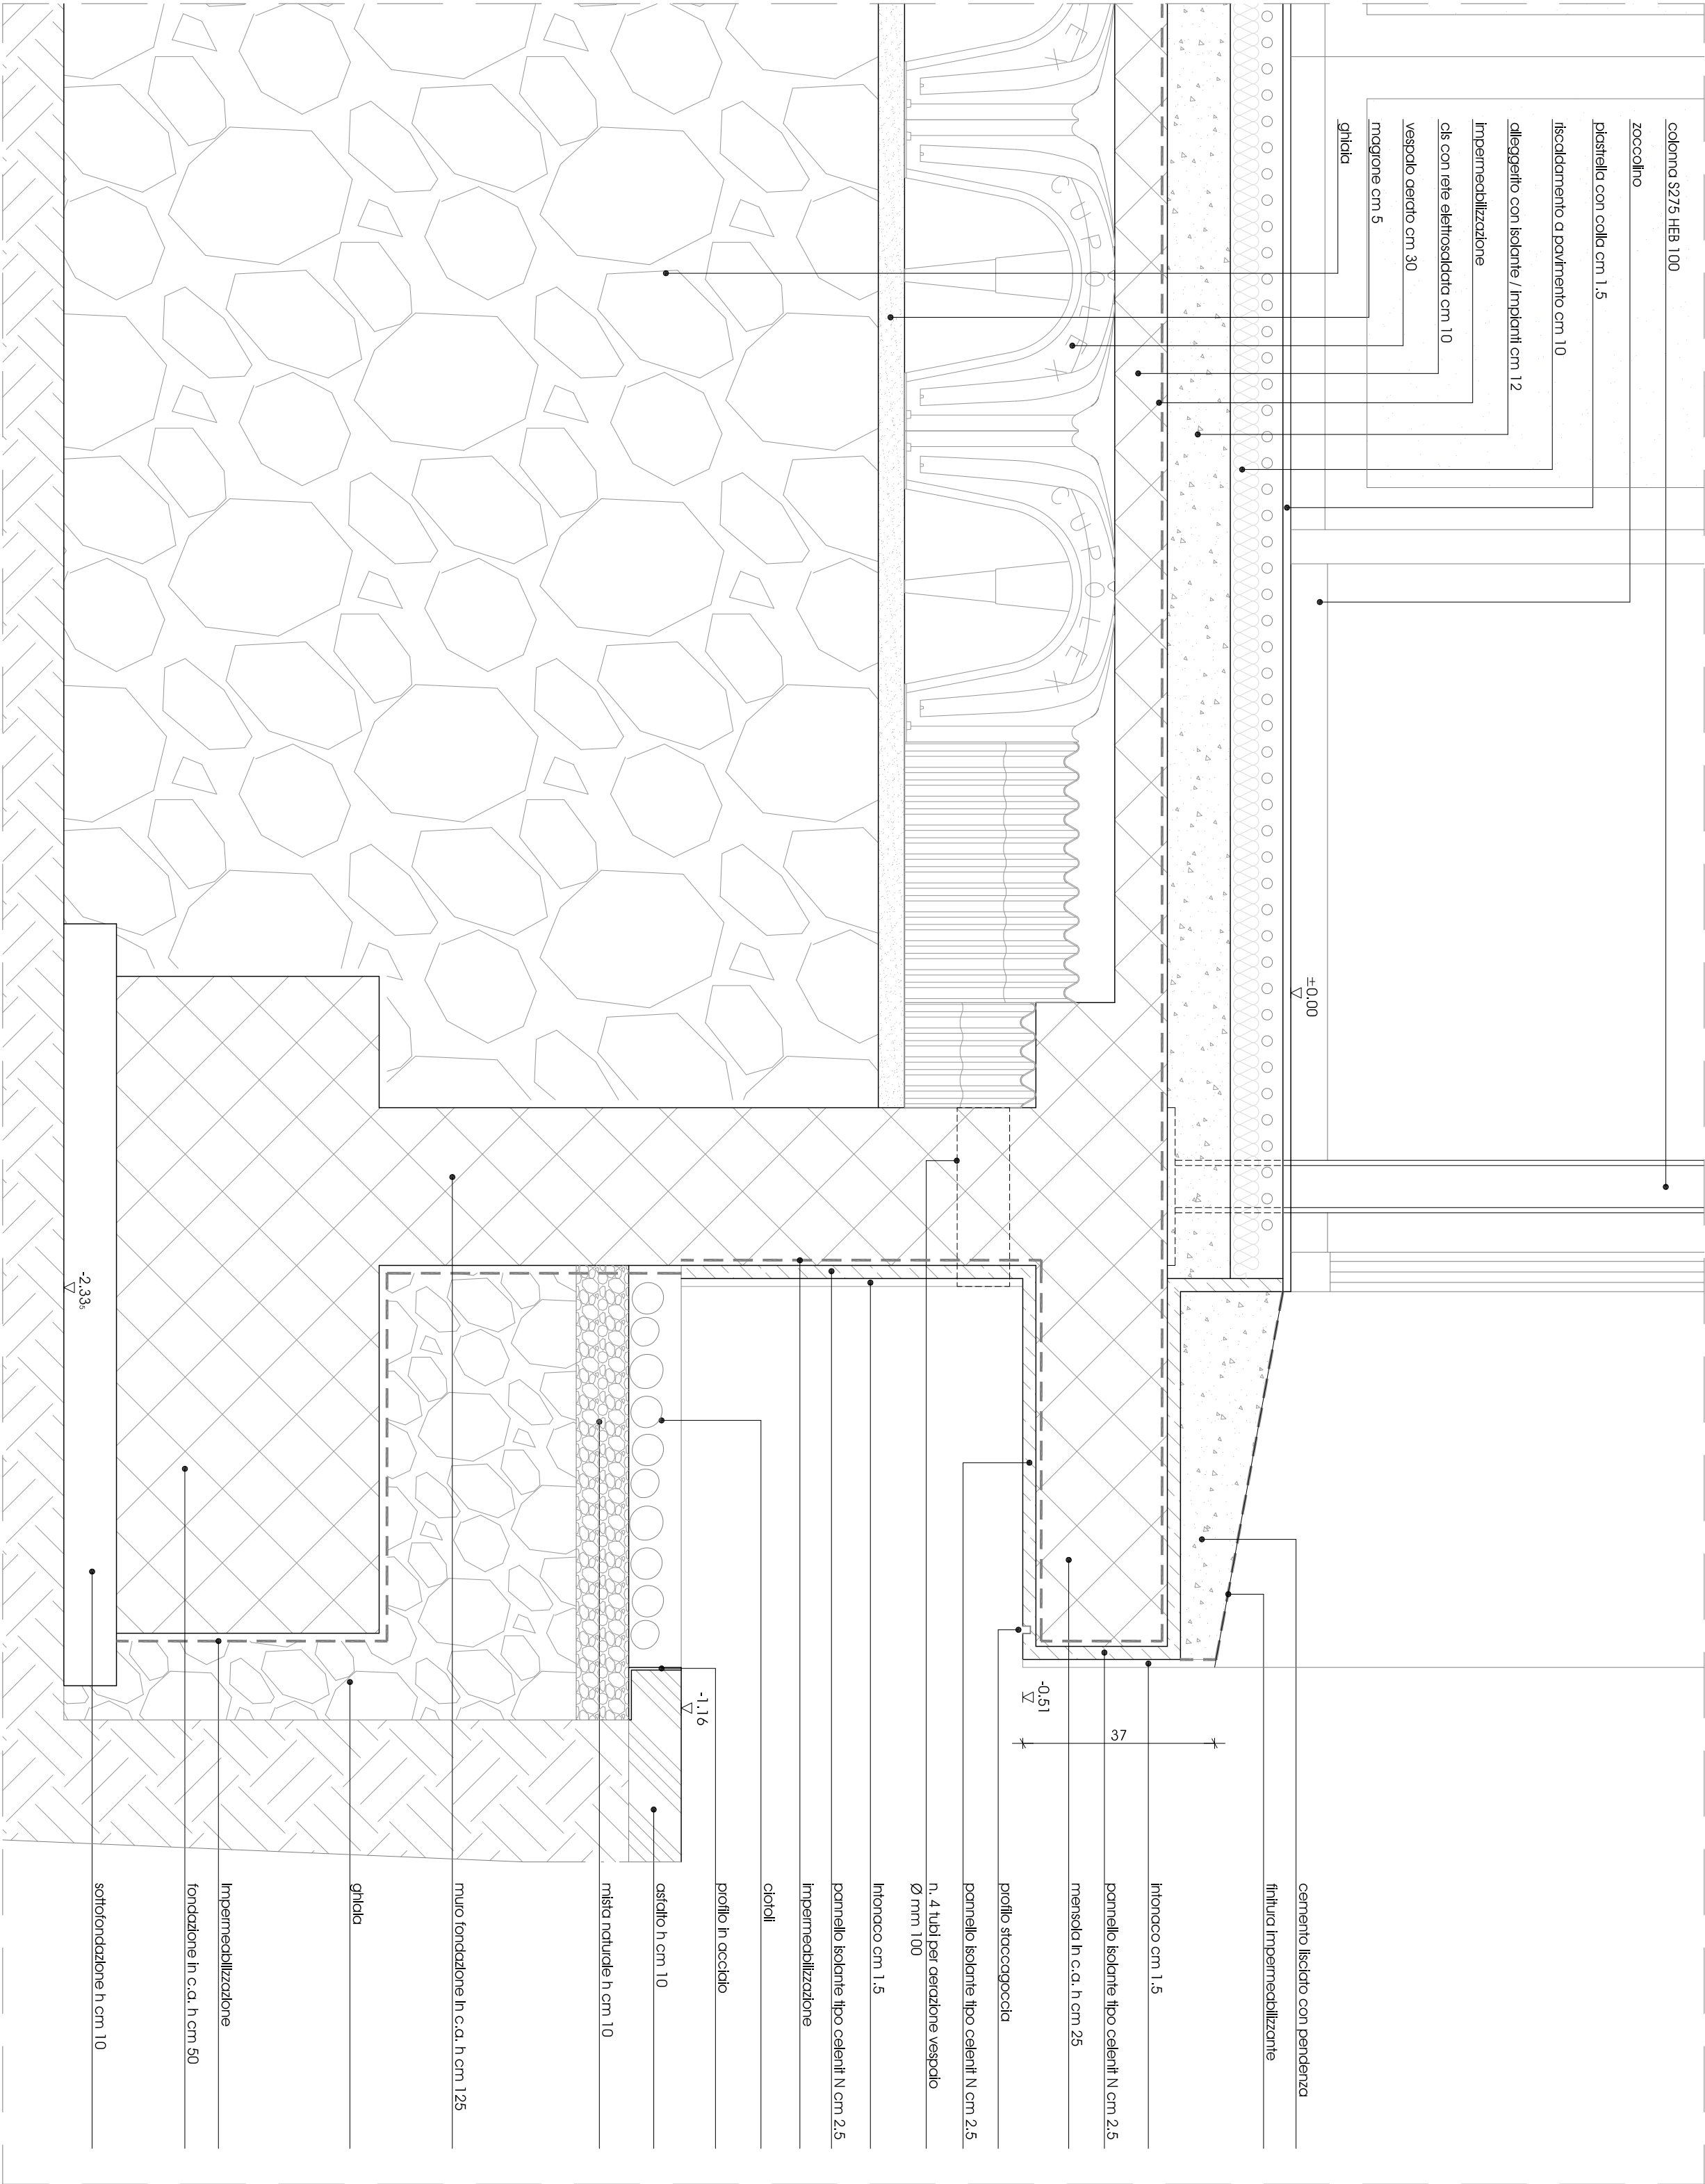 colonna S275 HEB 100
zoccolino
piastrella con colla cm 1.5
riscaldamento a pavimento cm 10
alleggerito con isolante / impianti cm 12
impermeabilizzazione
cls con rete elettrosaldata cm 10
vespaio aerato cm 30
magrone cm 5
ghiaia
±0.00
EX
CUPOLEX
CUPOLEX
-0.51
37
-1.16
-2.33₅
cemento lisciato con pendenza
finitura impermeabilizzante
intonaco cm 1.5
pannello isolante tipo celenit N cm 2.5
mensola in c.a. h cm 25
profilo staccagoccia
pannello isolante tipo celenit N cm 2.5
n. 4 tubi per aerazione vespaio
Ø mm 100
intonaco cm 1.5
pannello isolante tipo celenit N cm 2.5
impermeabilizzazione
ciotoli
profilo in acciaio
asfalto h cm 10
mista naturale h cm 10
muro fondazione in c.a. h cm 125
ghiaia
impermeabilizzazione
fondazione in c.a. h cm 50
sottofondazione h cm 10